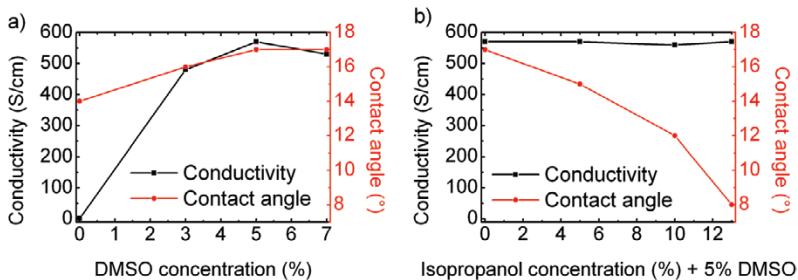 a)
600
500
400
300
200
100
0
Conductivity (S/cm)
0 1 2 3 4 5 6 7
DMSO concentration (%)
18
16
14
12
10
8
Contact angle (°)
Conductivity
Contact angle
b)
600
500
400
300
200
100
0
Conductivity (S/cm)
0 2 4 6 8 10 12
Isopropanol concentration (%) + 5% DMSO
18
16
14
12
10
8
Contact angle (°)
Conductivity
Contact angle